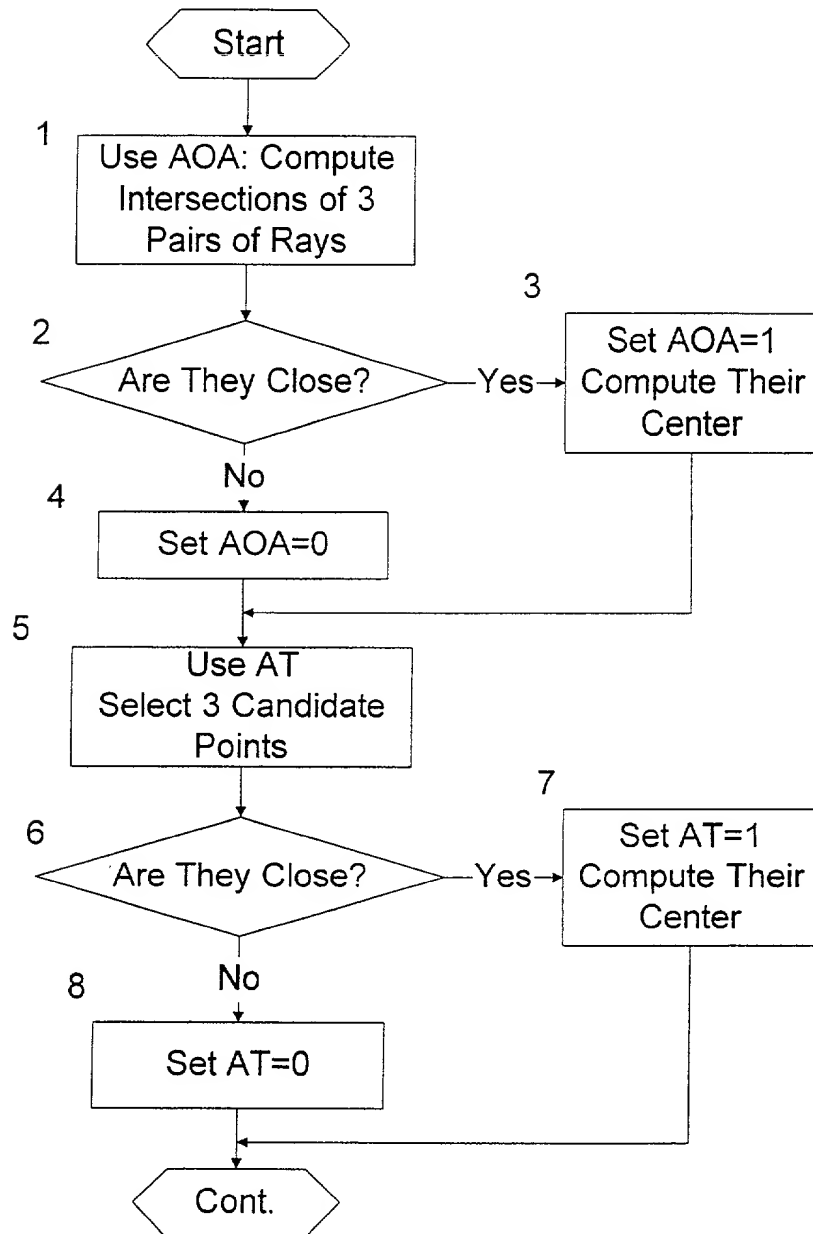 Start
1
Use AOA: Compute
Intersections of 3
Pairs of Rays
2
Are They Close?
Yes
3
Set AOA=1
Compute Their
Center
No
4
Set AOA=0
5
Use AT
Select 3 Candidate
Points
6
Are They Close?
Yes
7
Set AT=1
Compute Their
Center
No
8
Set AT=0
Cont.